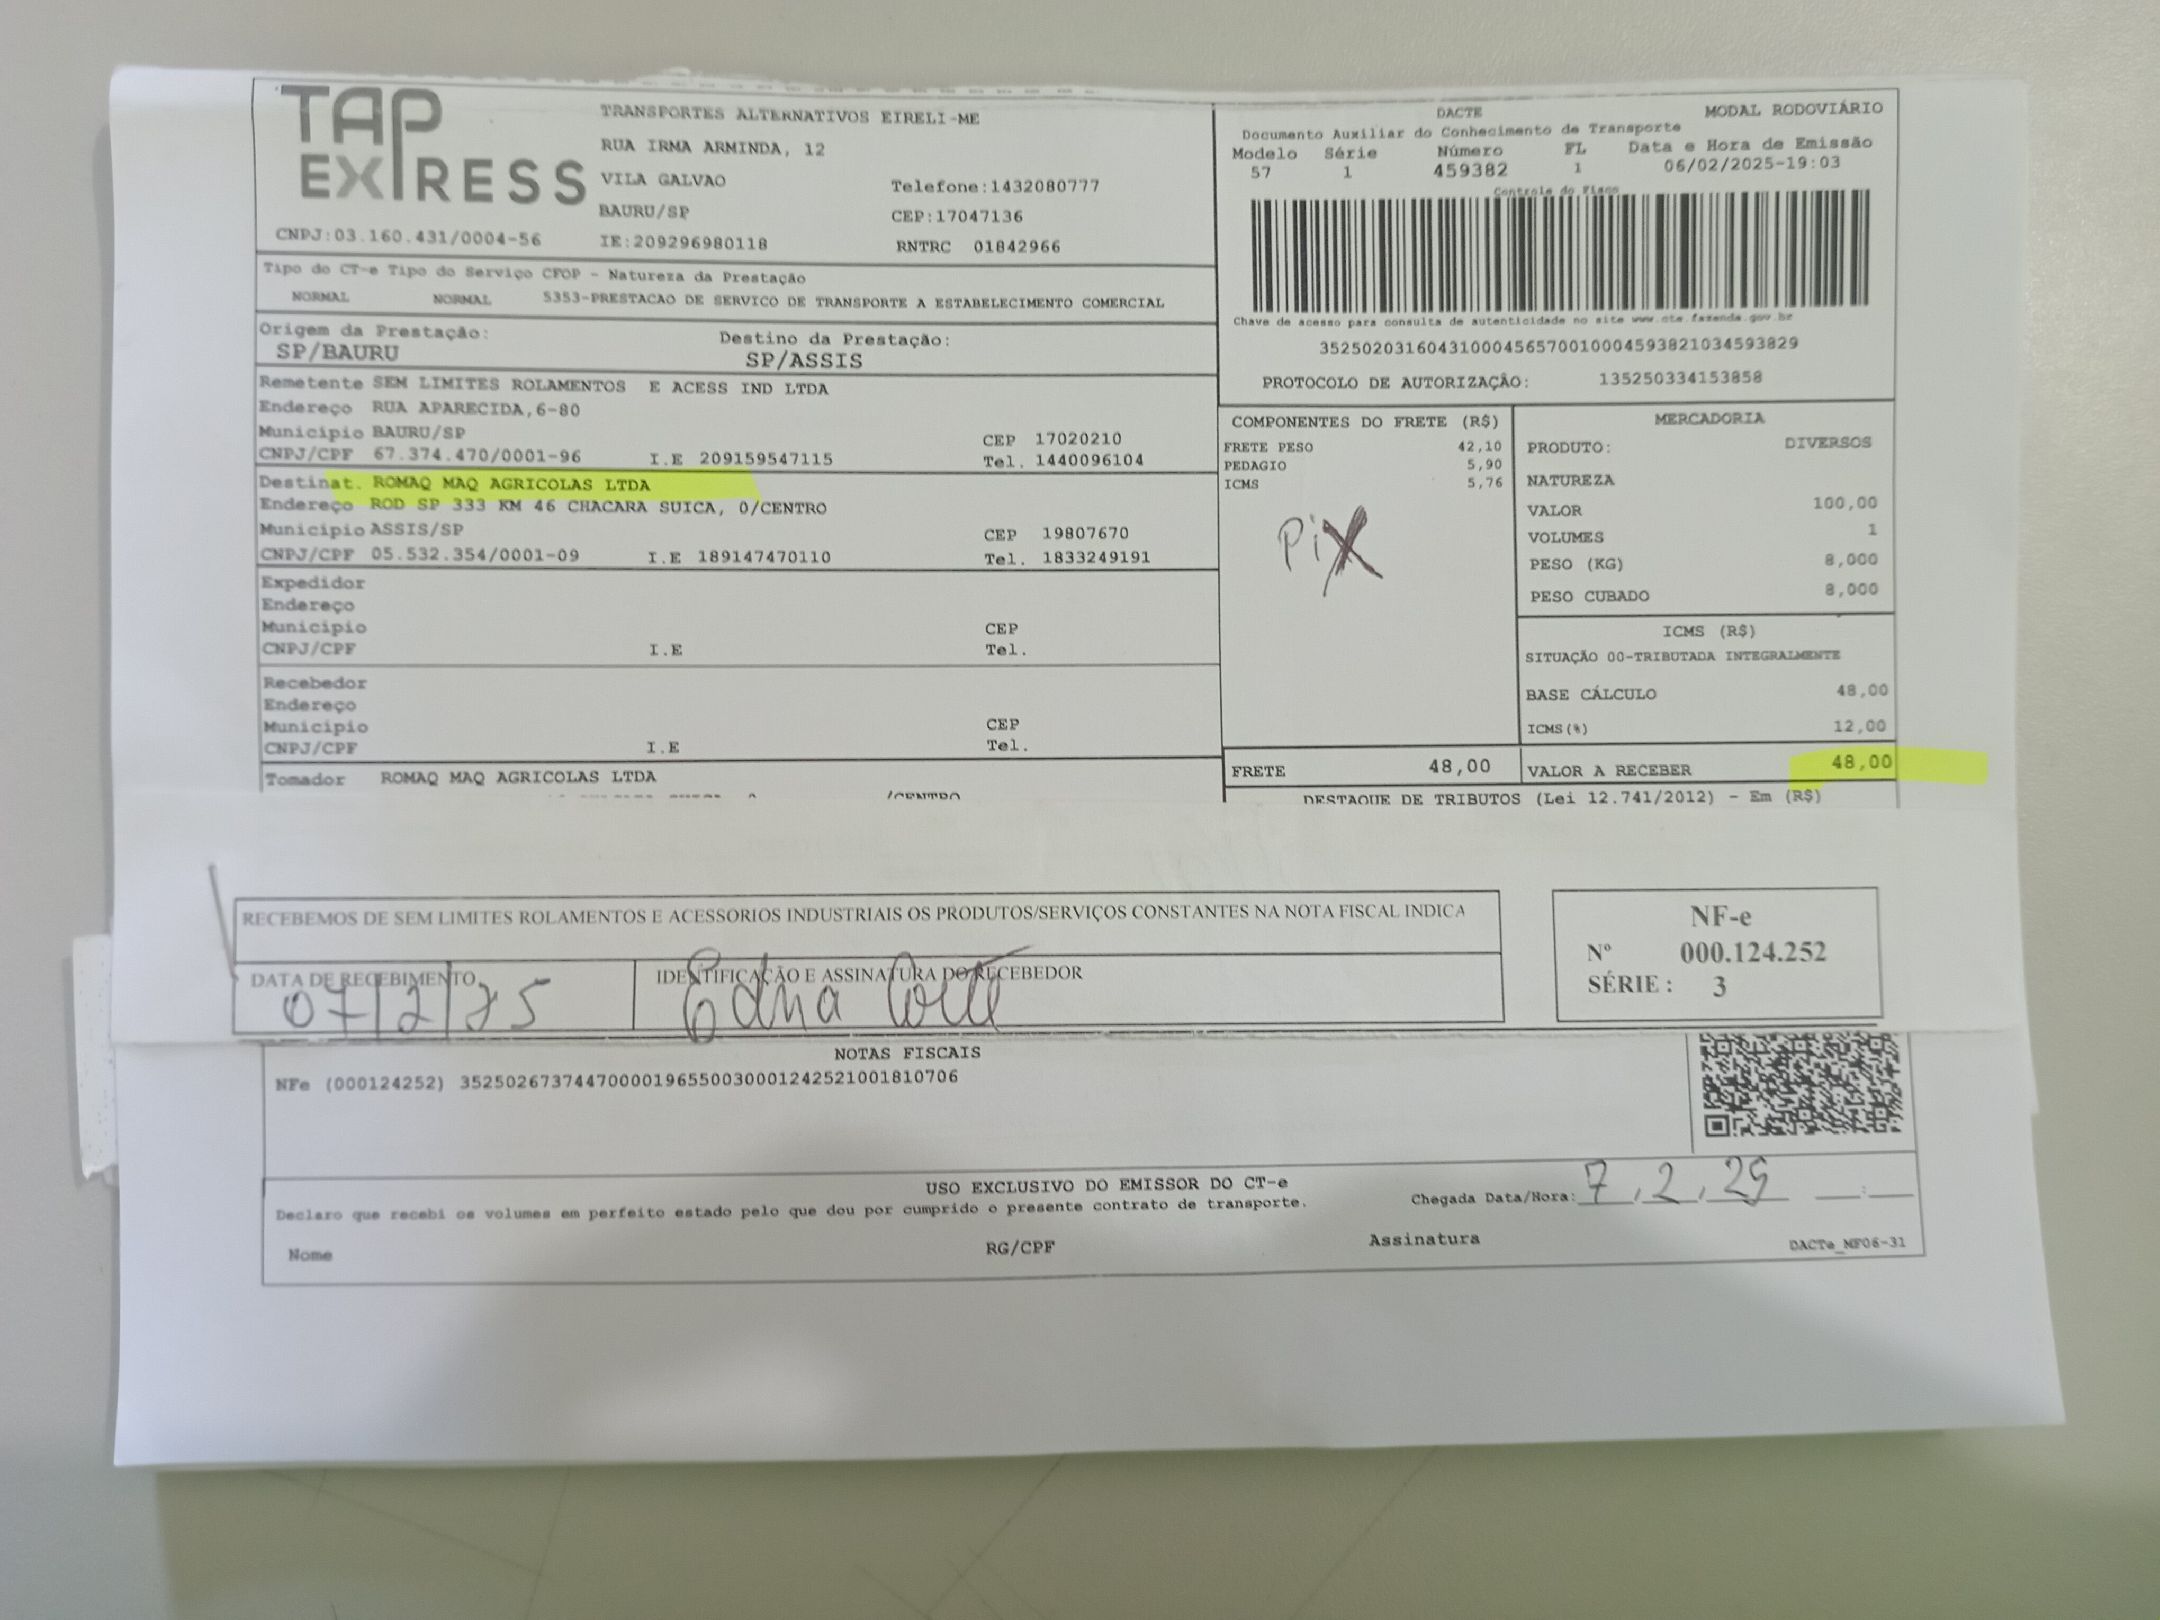 TAP EXPRESS
TRANSPORTES ALTERNATIVOS EIRELI-ME
RUA IRMA ARMINDA, 12
VILA GALVAO Telefone:1432080777
BAURU/SP CEP:17047136
CNPJ:03.160.431/0004-56 IE:209296980118 RNTRC 01842966
Tipo do CT-e Tipo do Serviço CFOP - Natureza da Prestação
NORMAL NORMAL 5353-PRESTACAO DE SERVICO DE TRANSPORTE A ESTABELECIMENTO COMERCIAL
Origem da Prestação: Destino da Prestação:
SP/BAURU SP/ASSIS
Remetente SEM LIMITES ROLAMENTOS E ACESS IND LTDA
Endereço RUA APARECIDA,6-80
Município BAURU/SP CEP 17020210
CNPJ/CPF 67.374.470/0001-96 I.E 209159547115 Tel. 1440096104
Destinat. ROMAQ MAQ AGRICOLAS LTDA
Endereço ROD SP 333 KM 46 CHACARA SUICA, 0/CENTRO
Município ASSIS/SP CEP 19807670
CNPJ/CPF 05.532.354/0001-09 I.E 189147470110 Tel. 1833249191
Expedidor
Endereço
Município CEP
CNPJ/CPF I.E Tel.
Recebedor
Endereço
Município CEP
CNPJ/CPF I.E Tel.
Tomador ROMAQ MAQ AGRICOLAS LTDA
/CENTRO
DACTE MODAL RODOVIÁRIO
Documento Auxiliar do Conhecimento de Transporte
Modelo Série Número FL Data e Hora de Emissão
57 1 459382 1 06/02/2025-19:03
Controle do Fisco
Chave de acesso para consulta de autenticidade no site www.cte.fazenda.gov.br
35250203160431000456570010004593821034593829
PROTOCOLO DE AUTORIZAÇÃO: 135250334153858
COMPONENTES DO FRETE (R$)
FRETE PESO 42,10
PEDAGIO 5,90
ICMS 5,76
PiX
MERCADORIA
PRODUTO: DIVERSOS
NATUREZA
VALOR 100,00
VOLUMES 1
PESO (KG) 8,000
PESO CUBADO 8,000
ICMS (R$)
SITUAÇÃO 00-TRIBUTADA INTEGRALMENTE
BASE CÁLCULO 48,00
ICMS(%) 12,00
FRETE 48,00 VALOR A RECEBER 48,00
DESTAQUE DE TRIBUTOS (Lei 12.741/2012) - Em (R$)
RECEBEMOS DE SEM LIMITES ROLAMENTOS E ACESSORIOS INDUSTRIAIS OS PRODUTOS/SERVIÇOS CONSTANTES NA NOTA FISCAL INDICA
DATA DE RECEBIMENTO IDENTIFICAÇÃO E ASSINATURA DO RECEBEDOR
07/2/25 Edna
NF-e
Nº 000.124.252
SÉRIE : 3
NOTAS FISCAIS
NFe (000124252) 35250267374470000196550030001242521001810706
USO EXCLUSIVO DO EMISSOR DO CT-e
Declaro que recebi os volumes em perfeito estado pelo que dou por cumprido o presente contrato de transporte.
Chegada Data/Hora: 7,2,25 __:__
Nome RG/CPF Assinatura DACTe_MF06-31